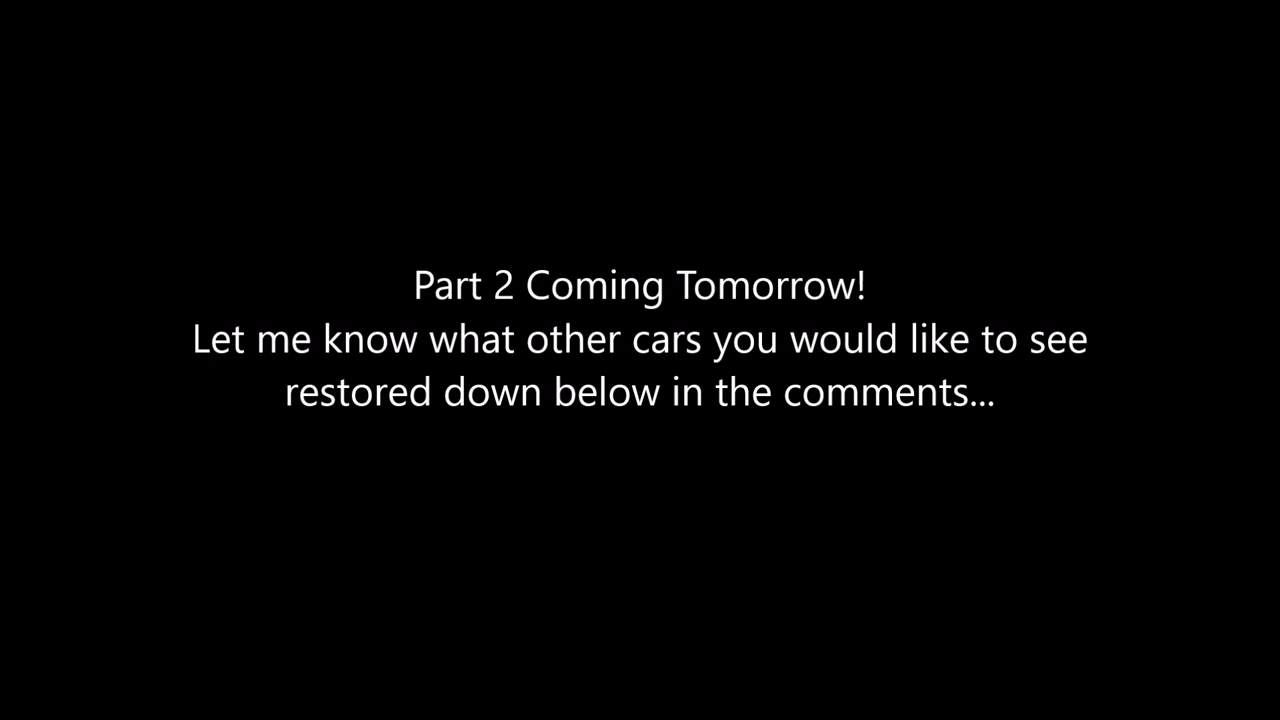 Part 2 Coming Tomorrow!
Let me know what other cars you would like to see
restored down below in the comments...